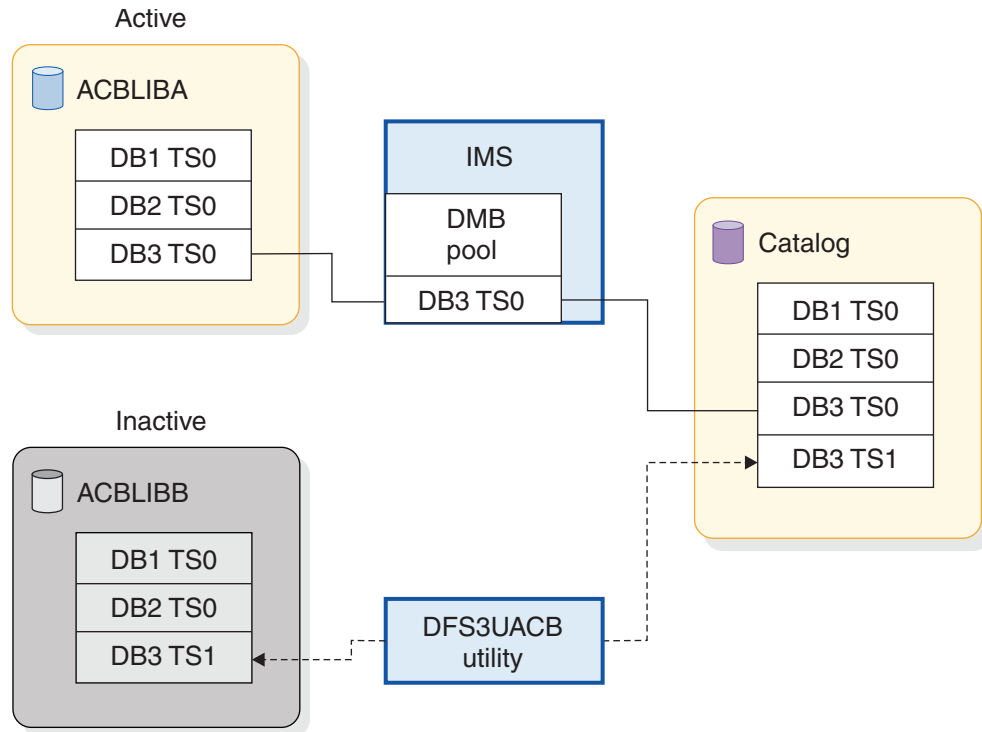 Active
ACBLIBA
DB1 TS0
DB2 TS0
DB3 TS0
IMS
DMB
pool
DB3 TS0
Catalog
DB1 TS0
DB2 TS0
DB3 TS0
DB3 TS1
Inactive
ACBLIBB
DB1 TS0
DB2 TS0
DB3 TS1
DFS3UACB
utility